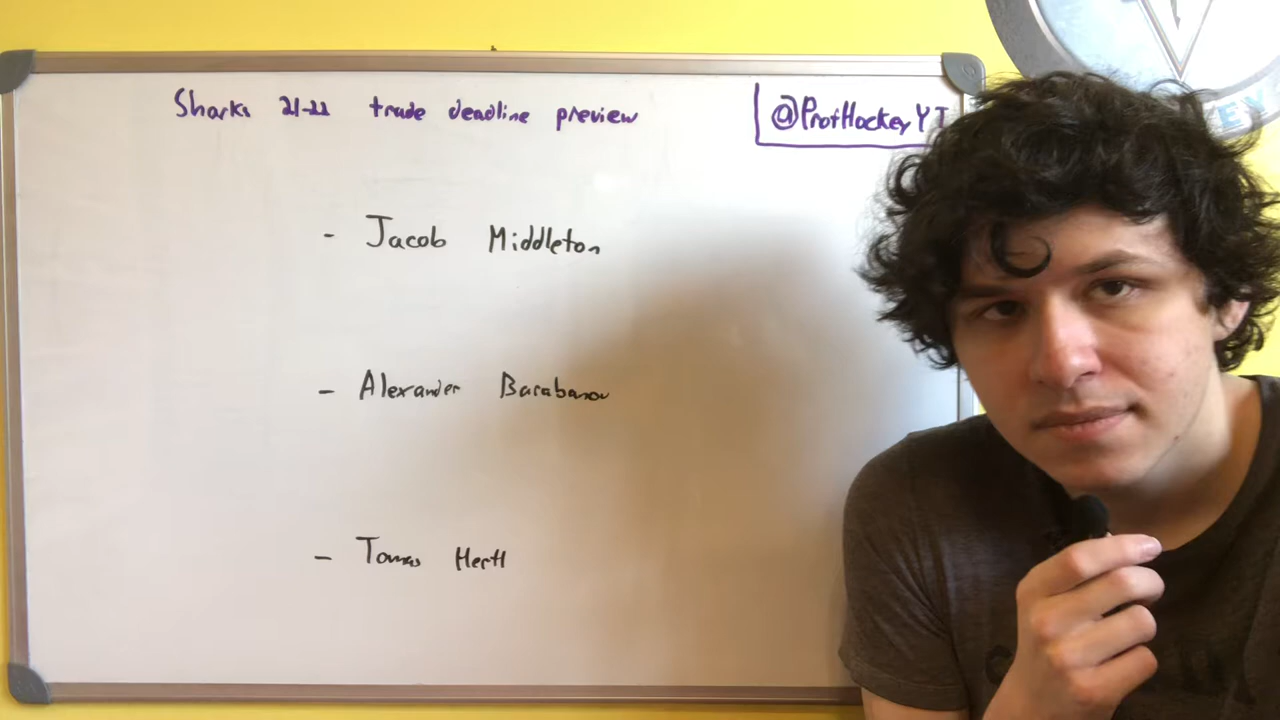 Sharks 21-22 trade deadline preview
@ProfHockeyYT
- Jacob Middleton
- Alexander Barabanov
- Tomas Hertl